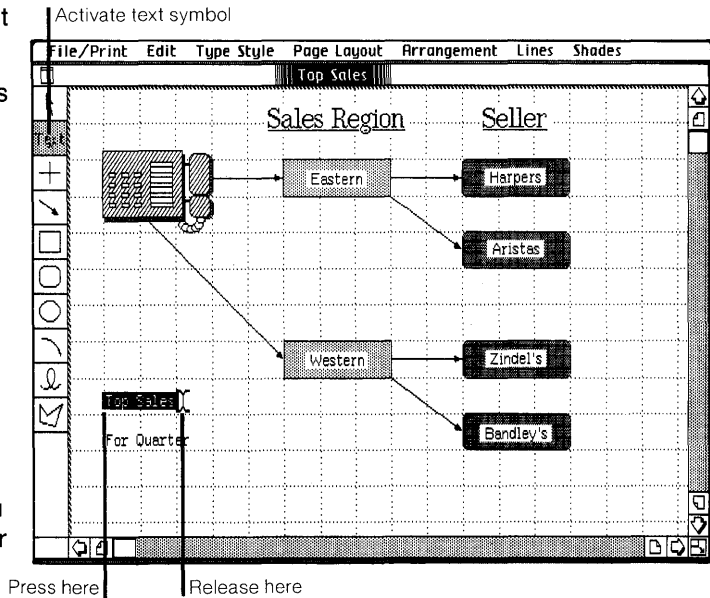 t
Activate text symbol
File/Print Edit Type Style Page Layout Arrangement Lines Shades
Top Sales
s
Text
Sales Region Seller
Eastern
Harpers
Aristas
Western
Zindel's
Top Sales
Bandley's
For Quarter
r
Press here
Release here